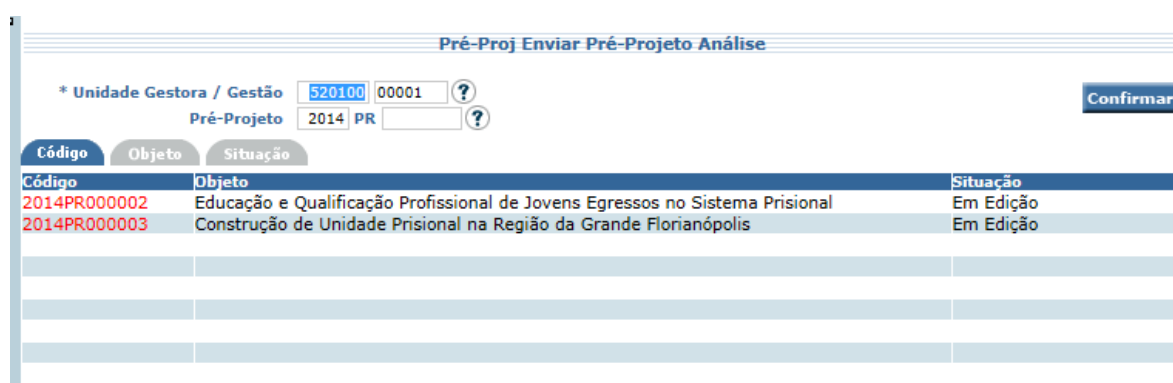 Pré-Proj Enviar Pré-Projeto Análise
* Unidade Gestora / Gestão 520100 00001 ?
Confirmar
Pré-Projeto 2014 PR ?
Código Objeto Situação
Código Objeto Situação
2014PR000002 Educação e Qualificação Profissional de Jovens Egressos no Sistema Prisional Em Edição
2014PR000003 Construção de Unidade Prisional na Região da Grande Florianópolis Em Edição